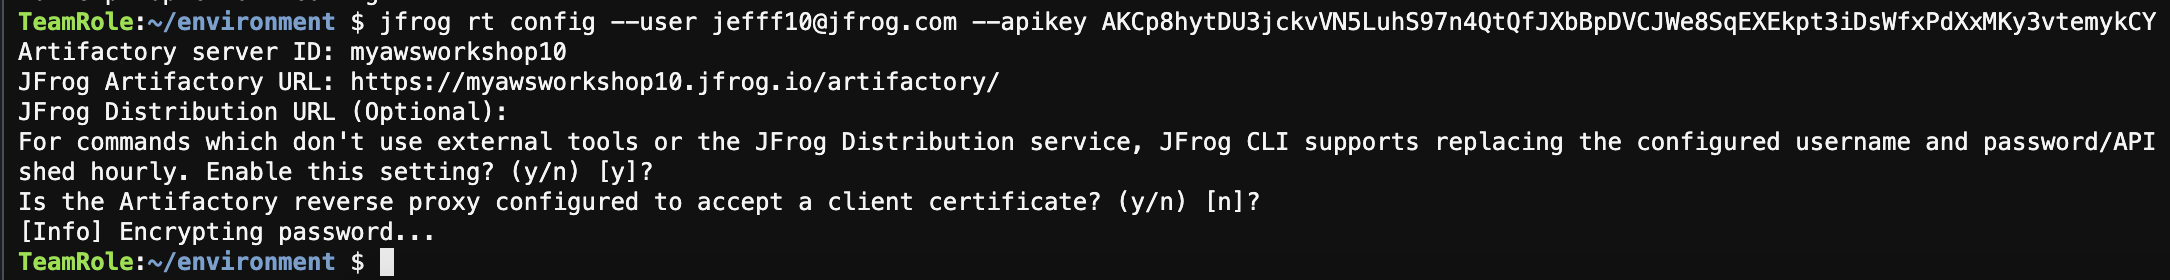 TeamRole:~/environment $ jfrog rt config --user jefff10@jfrog.com --apikey AKCp8hytDU3jckvVN5LuhS97n4QtQfJXbBpDVCJWe8SqEXEkpt3iDsWfxPdXxMKy3vtemykCY
Artifactory server ID: myawsworkshop10
JFrog Artifactory URL: https://myawsworkshop10.jfrog.io/artifactory/
JFrog Distribution URL (Optional):
For commands which don't use external tools or the JFrog Distribution service, JFrog CLI supports replacing the configured username and password/API
shed hourly. Enable this setting? (y/n) [y]?
Is the Artifactory reverse proxy configured to accept a client certificate? (y/n) [n]?
[Info] Encrypting password...
TeamRole:~/environment $